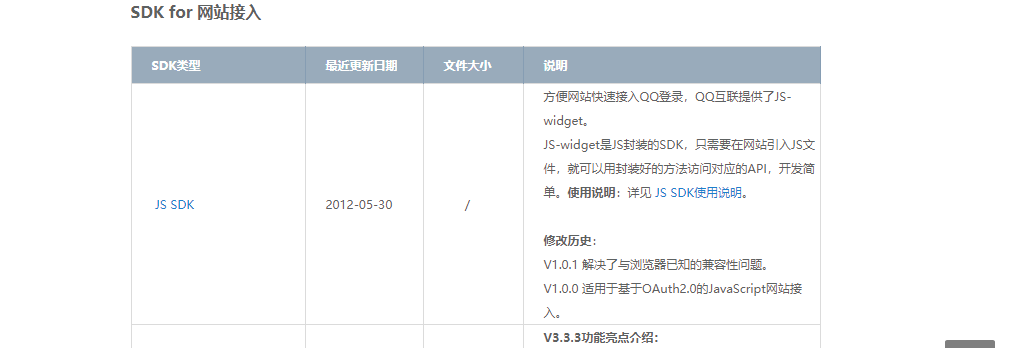 SDK for 网站接入
SDK类型 最近更新日期 文件大小 说明
方便网站快速接入QQ登录，QQ互联提供了JS-
widget。
JS-widget是JS封装的SDK，只需要在网站引入JS文
件，就可以用封装好的方法访问对应的API，开发简
单。使用说明：详见 JS SDK使用说明。
JS SDK 2012-05-30 /
修改历史：
V1.0.1 解决了与浏览器已知的兼容性问题。
V1.0.0 适用于基于OAuth2.0的JavaScript网站接
入。
V3.3.3功能亮点介绍：